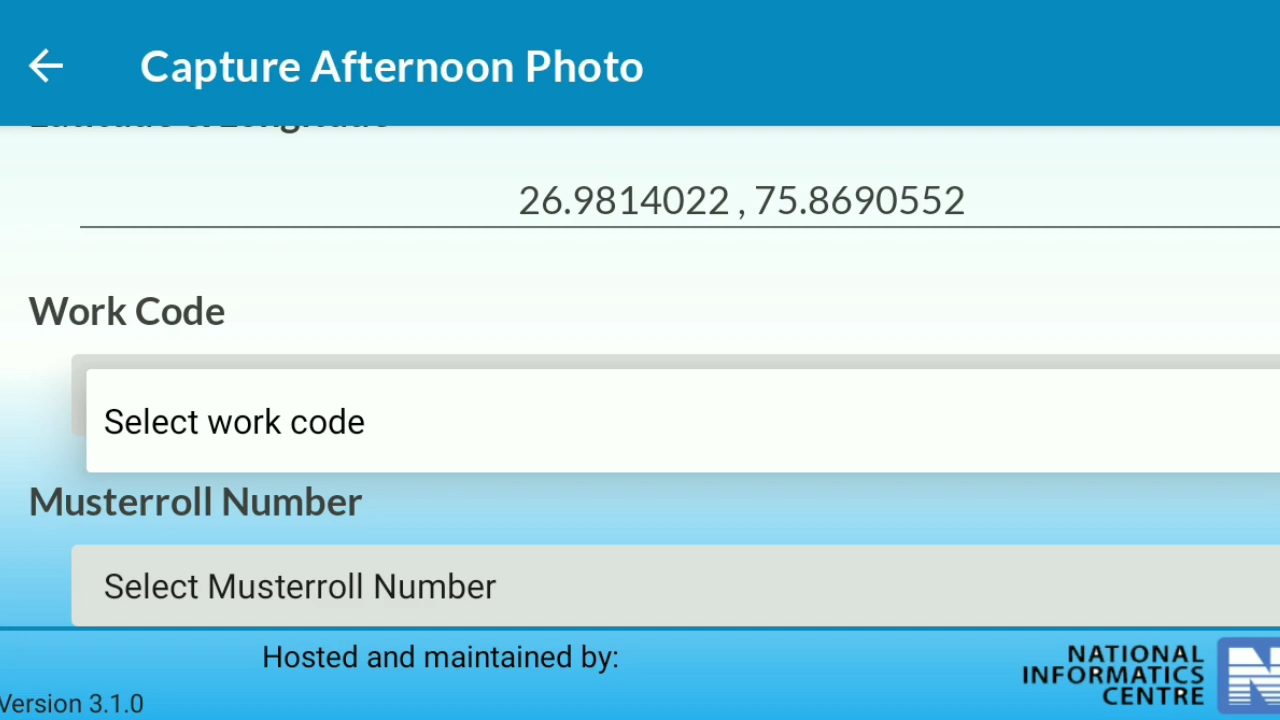 Capture Afternoon Photo
26.9814022 , 75.8690552
Work Code
Select work code
Musterroll Number
Select Musterroll Number
Hosted and maintained by:
NATIONAL
INFORMATICS
CENTRE
Version 3.1.0